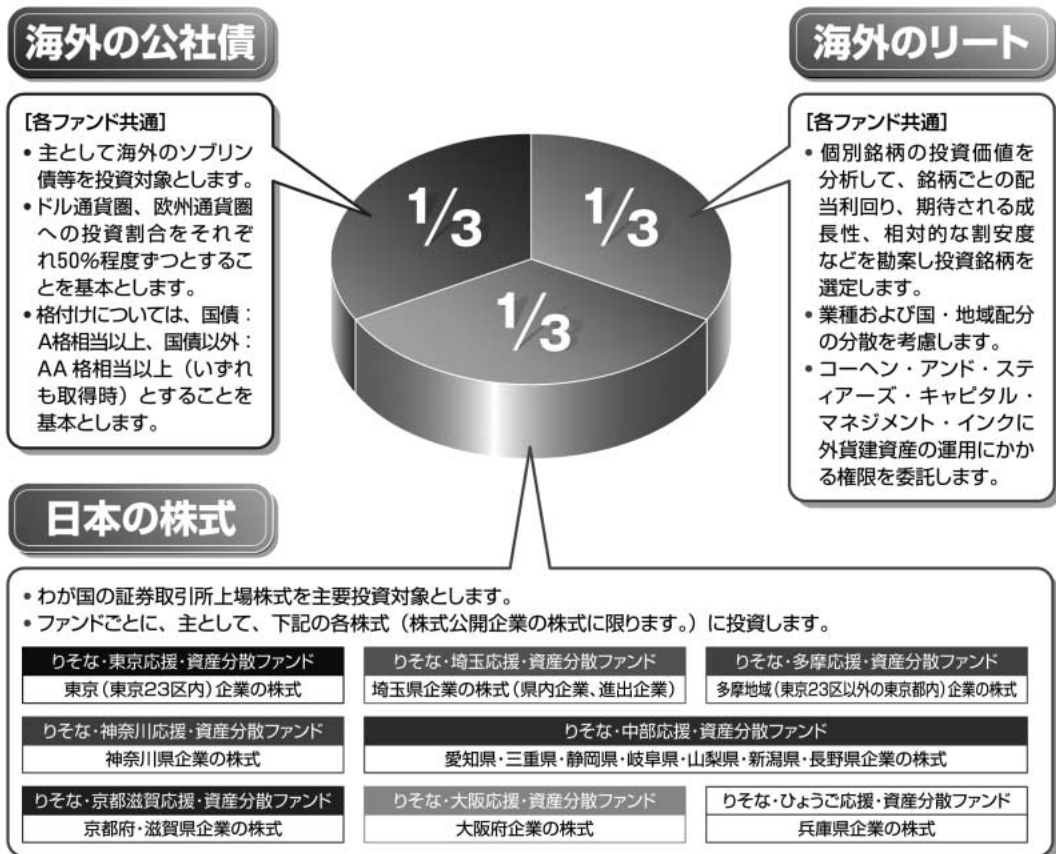 海外の公社債
[各ファンド共通]
• 主として海外のソブリン
債等を投資対象とします。
• ドル通貨圏、欧州通貨圏
への投資割合をそれぞ
れ50%程度ずつとするこ
とを基本とします。
• 格付けについては、国債：
A格相当以上、国債以外：
AA 格相当以上（いずれ
も取得時）とすることを
基本とします。
1/3
1/3
1/3
海外のリート
[各ファンド共通]
• 個別銘柄の投資価値を
分析して、銘柄ごとの配
当利回り、期待される成
長性、相対的な割安度
などを勘案し投資銘柄を
選定します。
• 業種および国・地域配分
の分散を考慮します。
• コーヘン・アンド・ステ
ィアーズ・キャピタル・
マネジメント・インクに
外貨建資産の運用にかか
る権限を委託します。
日本の株式
• わが国の証券取引所上場株式を主要投資対象とします。
• ファンドごとに、主として、下記の各株式（株式公開企業の株式に限ります。）に投資します。
りそな・東京応援・資産分散ファンド
東京（東京23区内）企業の株式
りそな・埼玉応援・資産分散ファンド
埼玉県企業の株式（県内企業、進出企業）
りそな・多摩応援・資産分散ファンド
多摩地域（東京23区以外の東京都内）企業の株式
りそな・神奈川応援・資産分散ファンド
神奈川県企業の株式
りそな・中部応援・資産分散ファンド
愛知県・三重県・静岡県・岐阜県・山梨県・新潟県・長野県企業の株式
りそな・京都滋賀応援・資産分散ファンド
京都府・滋賀県企業の株式
りそな・大阪応援・資産分散ファンド
大阪府企業の株式
りそな・ひょうご応援・資産分散ファンド
兵庫県企業の株式